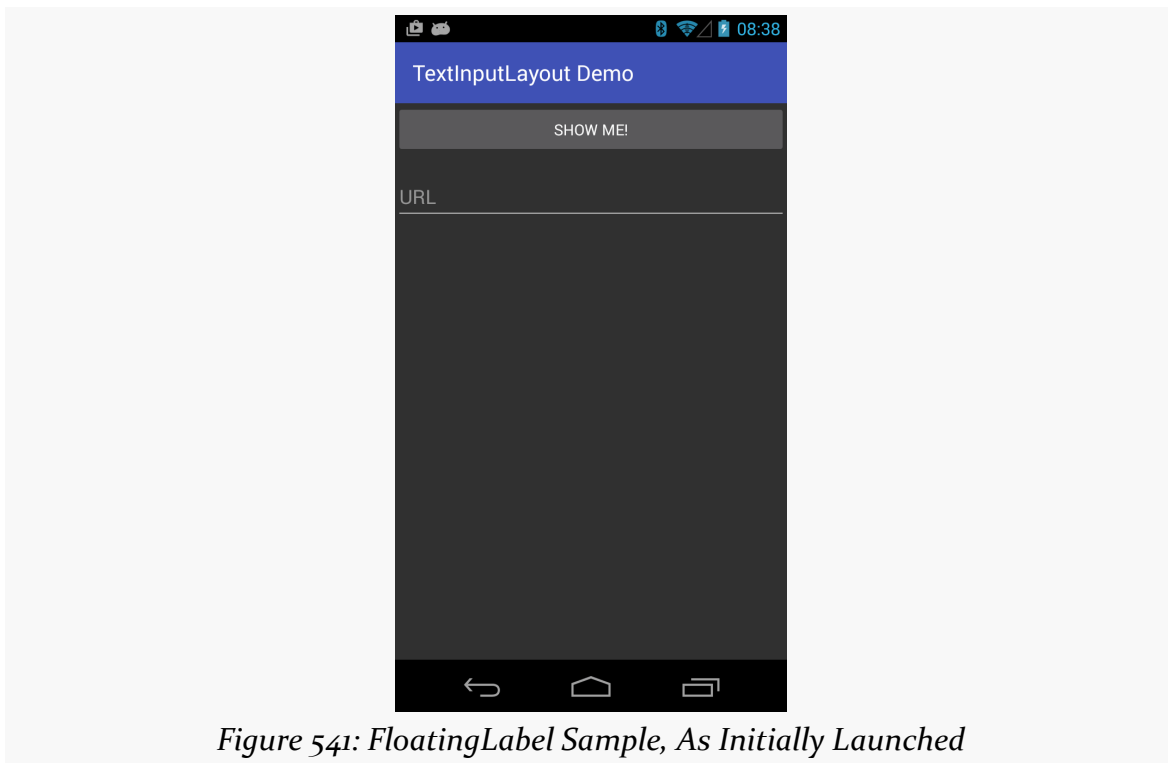 08:38
TextInputLayout Demo
SHOW ME!
URL
Figure 541: FloatingLabel Sample, As Initially Launched